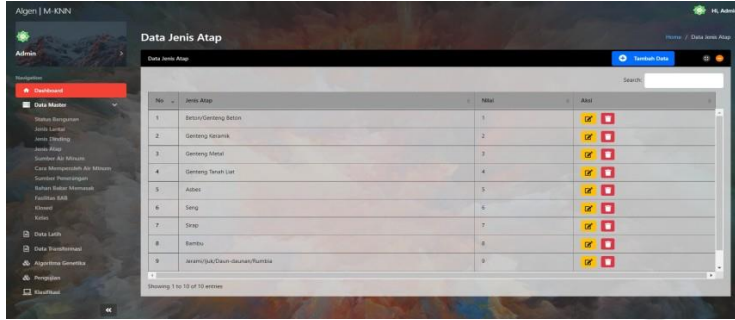 Algen | M-KNN
Hi, Admin
Admin
Data Jenis Atap
Home / Data Jenis Atap
Data Jenis Atap
Tambah Data
Navigation
Dashboard
Data Master
Status Bangunan
Jenis Lantai
Jenis Dinding
Jenis Atap
Sumber Air Minum
Cara Memperoleh Air Minum
Sumber Penerangan
Bahan Bakar Memasak
Fasilitas BAB
Kloset
Kelas
Data Latih
Data Transformasi
Algoritma Genetika
Pengujian
Klasifikasi
Search:
No Jenis Atap Nilai Aksi
1 Beton/Genteng Beton 1
2 Genteng Keramik 2
3 Genteng Metal 3
4 Genteng Tanah Liat 4
5 Asbes 5
6 Seng 6
7 Sirap 7
8 Bambu 8
9 Jerami/Ijuk/Daun-daunan/Rumbia 9
Showing 1 to 10 of 10 entries